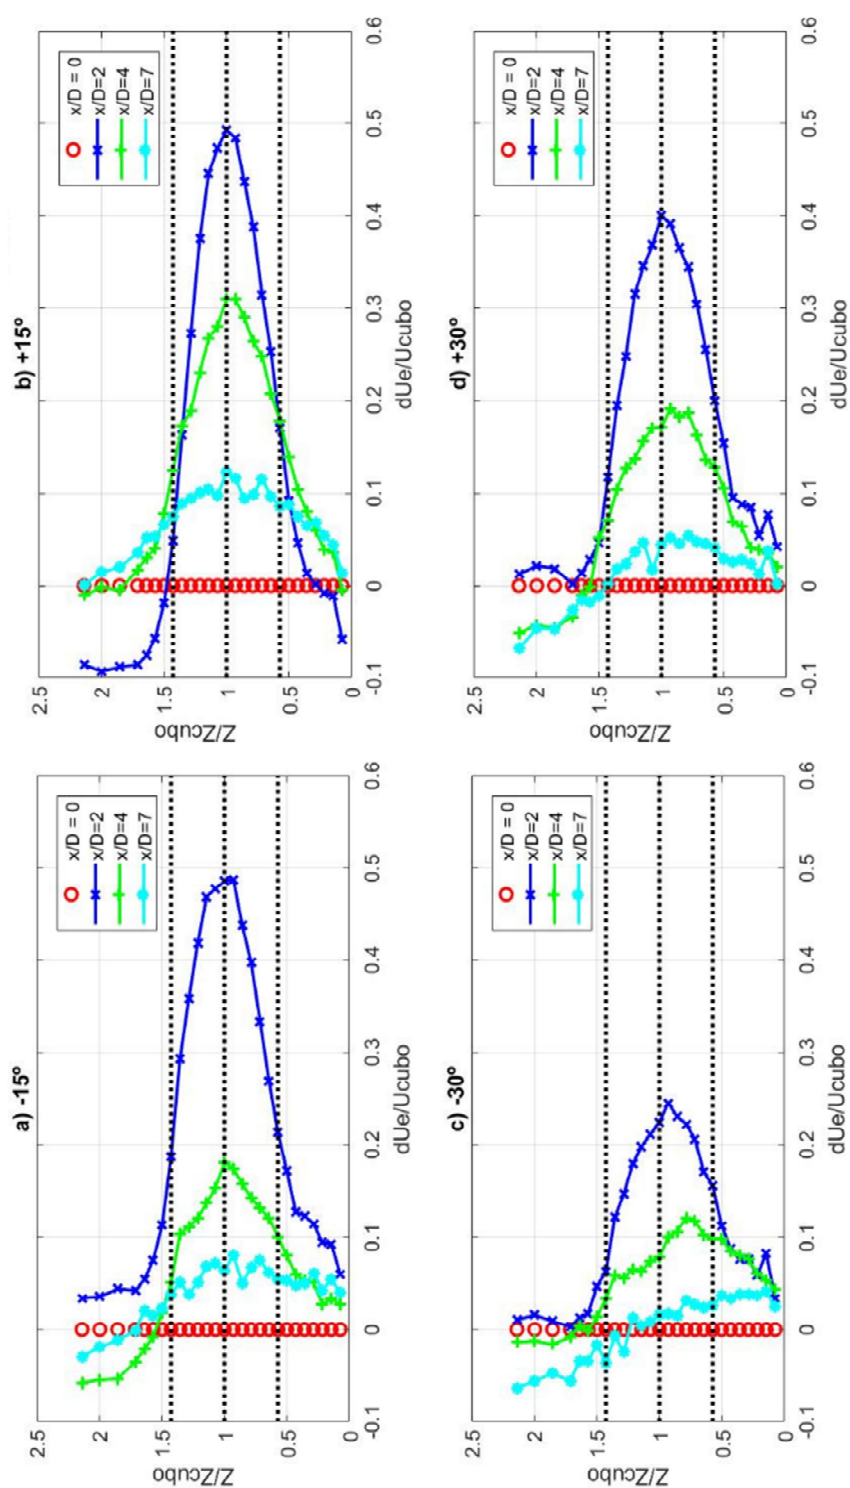 a) -15º
x/D = 0
x/D=2
x/D=4
x/D=7
2.5
2
1.5
1
0.5
0
Z/Zcubo
-0.1
0
0.1
0.2
0.3
0.4
0.5
0.6
dUe/Ucubo
b) +15º
x/D = 0
x/D=2
x/D=4
x/D=7
2.5
2
1.5
1
0.5
0
Z/Zcubo
-0.1
0
0.1
0.2
0.3
0.4
0.5
0.6
dUe/Ucubo
c) -30º
x/D = 0
x/D=2
x/D=4
x/D=7
2.5
2
1.5
1
0.5
0
Z/Zcubo
-0.1
0
0.1
0.2
0.3
0.4
0.5
0.6
dUe/Ucubo
d) +30º
x/D = 0
x/D=2
x/D=4
x/D=7
2.5
2
1.5
1
0.5
0
Z/Zcubo
-0.1
0
0.1
0.2
0.3
0.4
0.5
0.6
dUe/Ucubo